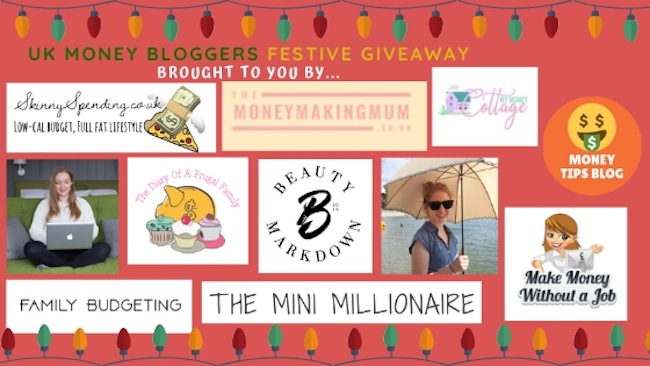 UK MONEY BLOGGERS FESTIVE GIVEAWAY
BROUGHT TO YOU BY...
SkinnySpending.co.uk
Low-cal budget, Full fat lifestyle
THE
MONEYMAKINGMUM
.CO.UK
MY MONEY
Cottage
MONEY
TIPS BLOG
The Diary Of A Frugal Family
BEAUTY
B
MARKDOWN
Make Money
Without a Job
FAMILY BUDGETING
THE MINI MILLIONAIRE